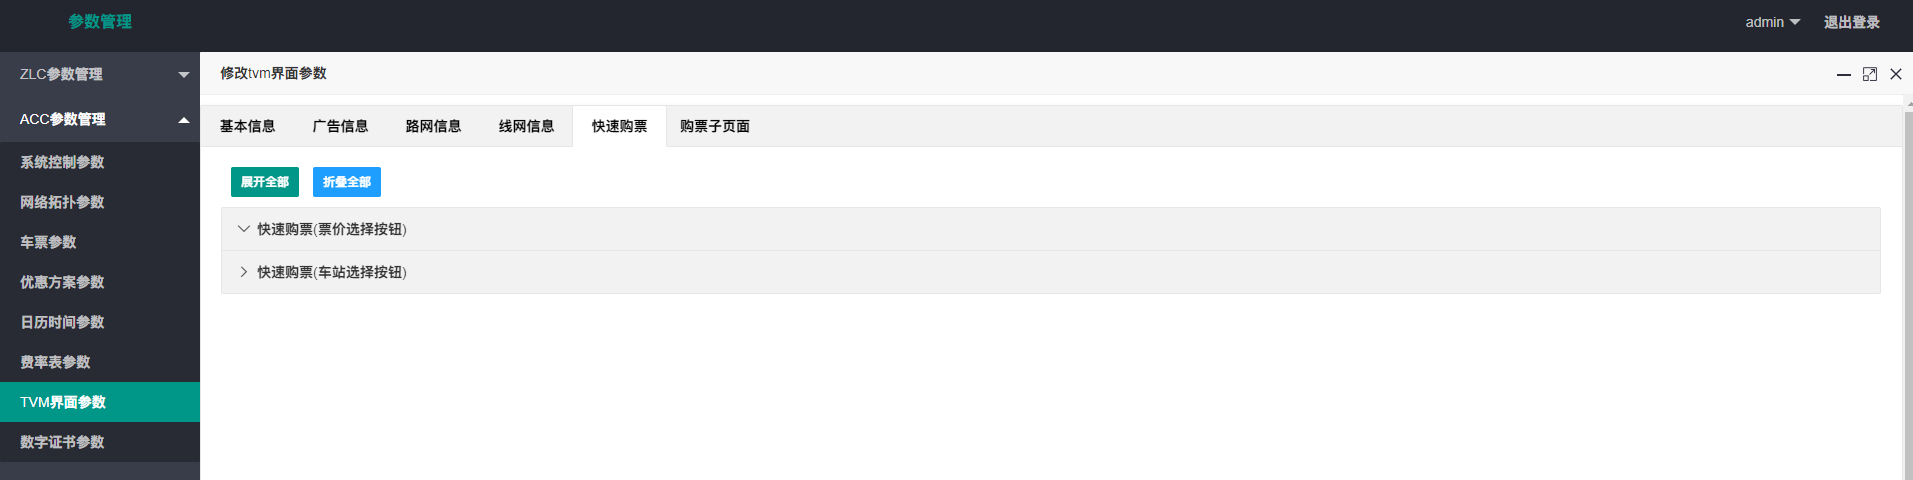 参数管理
admin
退出登录
ZLC参数管理
ACC参数管理
系统控制参数
网络拓扑参数
车票参数
优惠方案参数
日历时间参数
费率表参数
TVM界面参数
数字证书参数
修改tvm界面参数
基本信息 广告信息 路网信息 线网信息 快速购票 购票子页面
展开全部 折叠全部
快速购票(票价选择按钮)
快速购票(车站选择按钮)